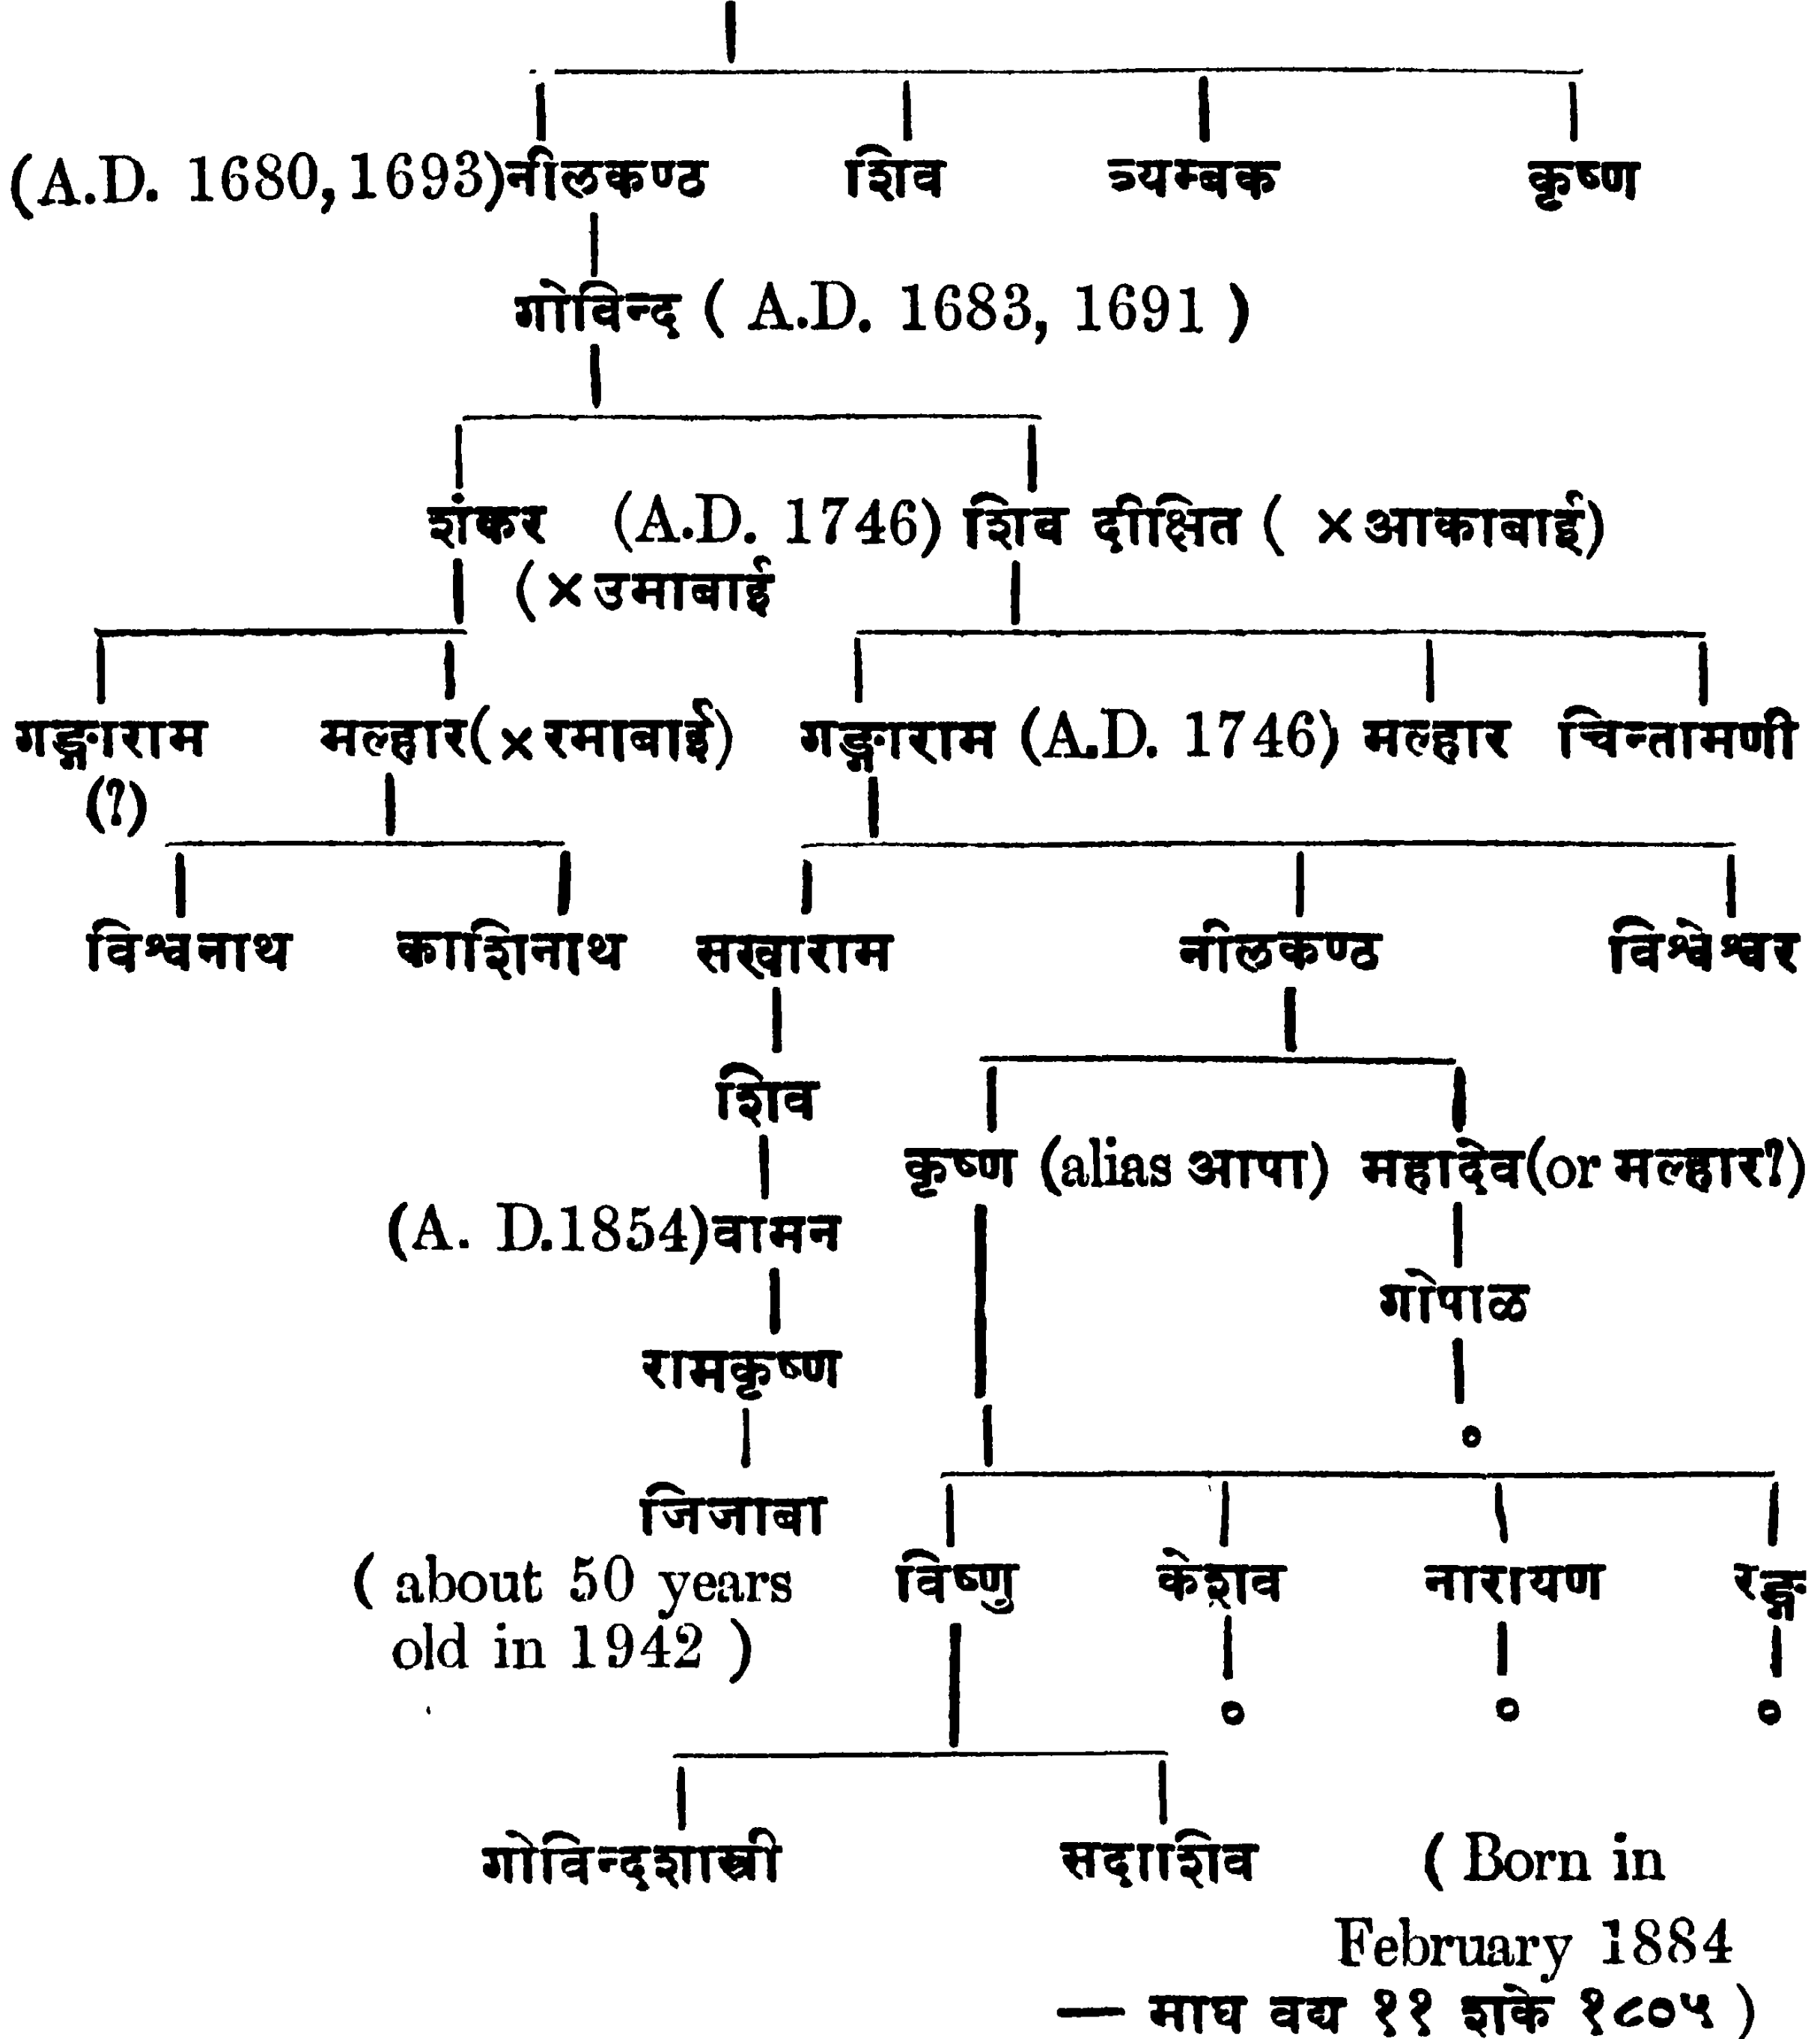 (A.D. 1680, 1693) नीलकण्ठ शिव त्र्यम्बक कृष्ण
गोविन्द ( A.D. 1683, 1691 )
शंकर (A.D. 1746) शिव दीक्षित ( ×आकाबाई)
(×उमाबाई
गङ्गाराम मल्हार(×रमाबाई) गङ्गाराम (A.D. 1746) मल्हार चिन्तामणी
(?)
विश्वनाथ काशिनाथ सखाराम नीलकण्ठ विश्वेश्वर
शिव
कृष्ण (alias आपा) महादेव(or मल्हार?)
(A. D.1854)वामन
गोपाळ
रामकृष्ण
जिजाबा
( about 50 years विष्णु केशव नारायण रङ्ग
old in 1942 )
गोविन्दशास्त्री सदाशिव ( Born in
February 1884
— माघ वद्य ११ शके १८०५ )